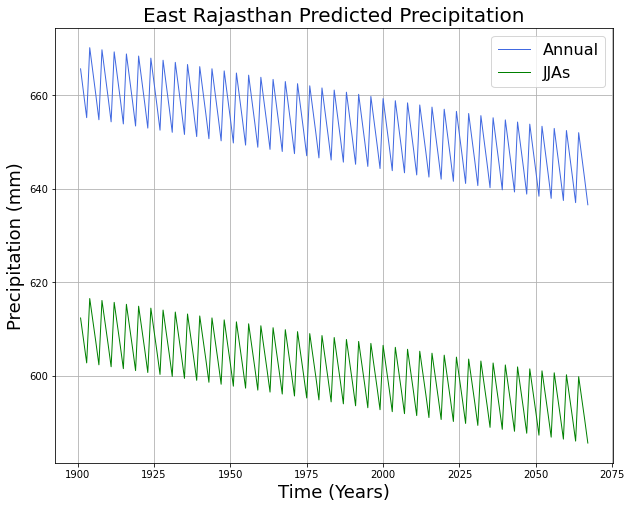 East Rajasthan Predicted Precipitation
Annual
JJAs
Precipitation (mm)
660
640
620
600
1900 1925 1950 1975 2000 2025 2050 2075
Time (Years)